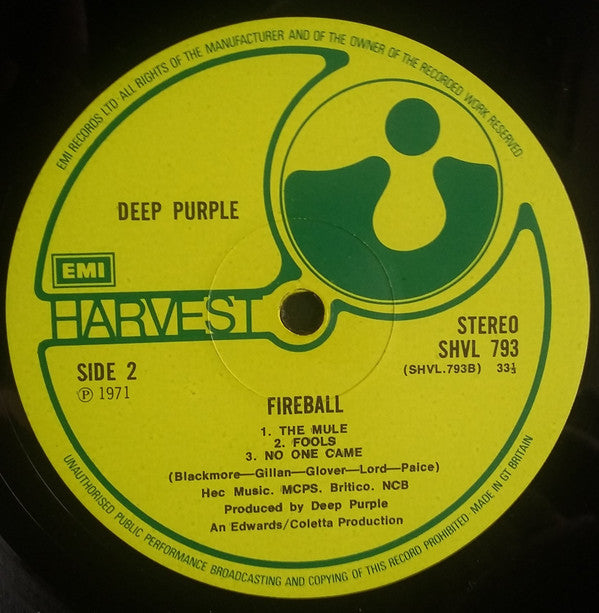 EMI RECORDS LTD·ALL RIGHTS OF THE MANUFACTURER AND OF THE OWNER OF THE RECORDED WORK RESERVED
DEEP PURPLE
EMI
HARVEST
STEREO
SHVL 793
(SHVL.793B) 33⅓
SIDE 2
℗ 1971
FIREBALL
1. THE MULE
2. FOOLS
3. NO ONE CAME
(Blackmore—Gillan—Glover—Lord—Paice)
Hec Music. MCPS. Britico. NCB
Produced by Deep Purple
An Edwards/Coletta Production
UNAUTHORISED PUBLIC PERFORMANCE BROADCASTING AND COPYING OF THIS RECORD PROHIBITED·MADE IN GT BRITAIN